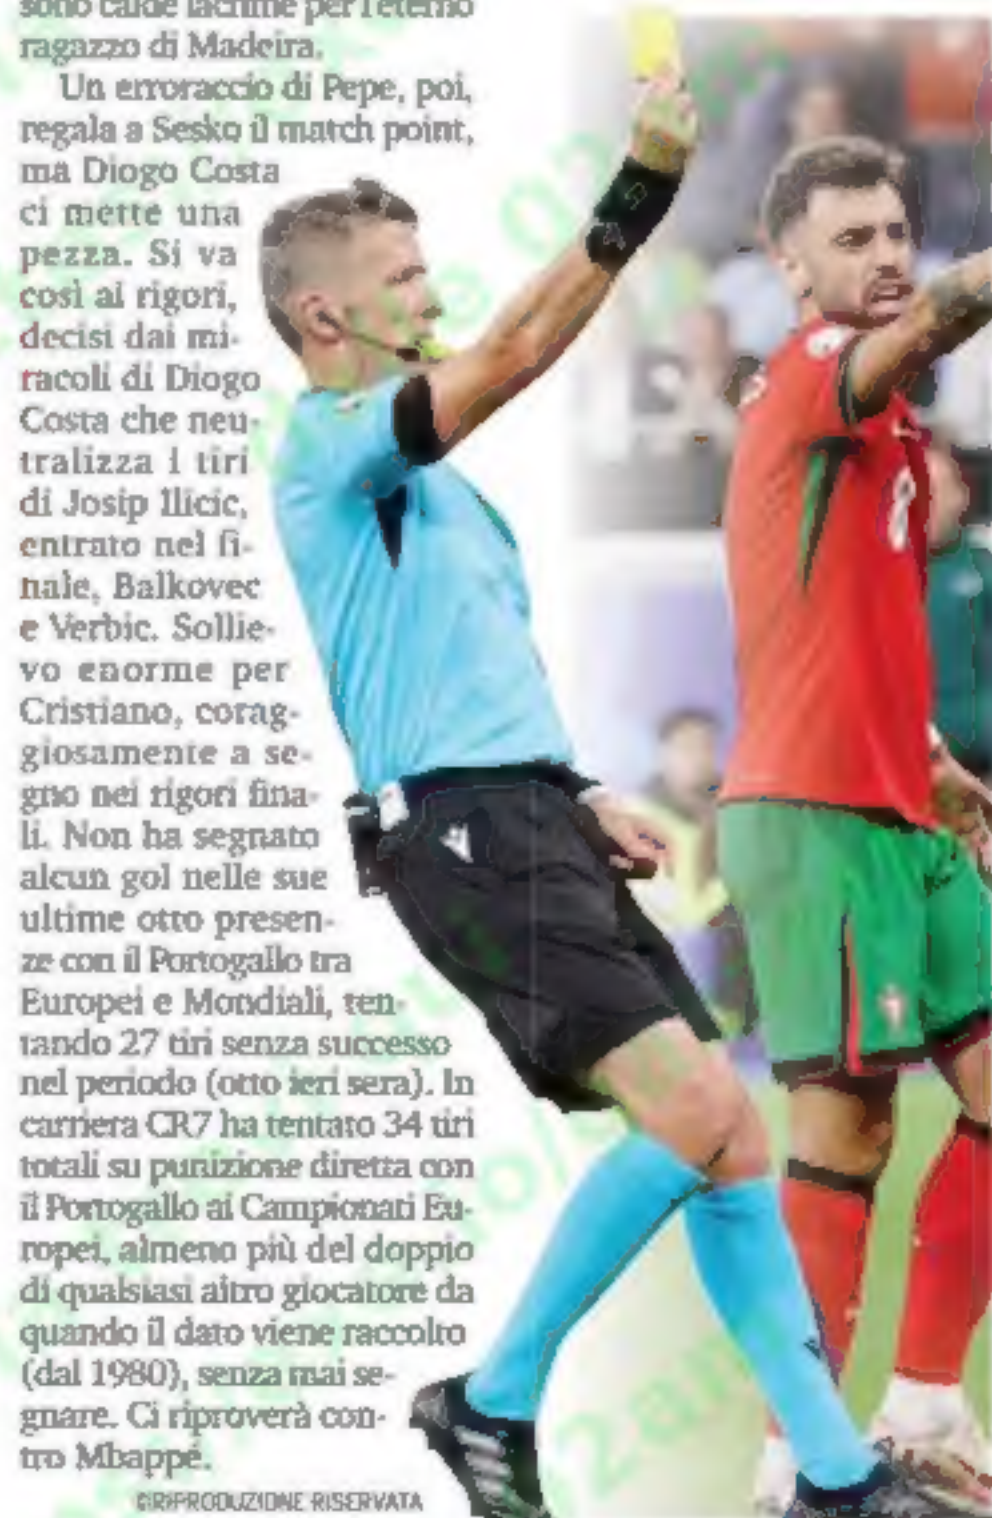 sono calde lacrime per l'eterno
ragazzo di Madeira.
Un erroraccio di Pepe, poi,
regala a Sesko il match point,
ma Diogo Costa
ci mette una
pezza. Si va
così ai rigori,
decisi dai mi-
racoli di Diogo
Costa che neu-
tralizza i tiri
di Josip Ilicic,
entrato nel fi-
nale, Balkovec
e Verbic. Sollie-
vo enorme per
Cristiano, corag-
giosamente a se-
gno nei rigori fina-
li. Non ha segnato
alcun gol nelle sue
ultime otto presen-
ze con il Portogallo tra
Europei e Mondiali, ten-
tando 27 tiri senza successo
nel periodo (otto ieri sera). In
carriera CR7 ha tentato 34 tiri
totali su punizione diretta con
il Portogallo ai Campionati Eu-
ropei, almeno più del doppio
di qualsiasi altro giocatore da
quando il dato viene raccolto
(dal 1980), senza mai se-
gnare. Ci riproverà con-
tro Mbappé.
©RIPRODUZIONE RISERVATA
8